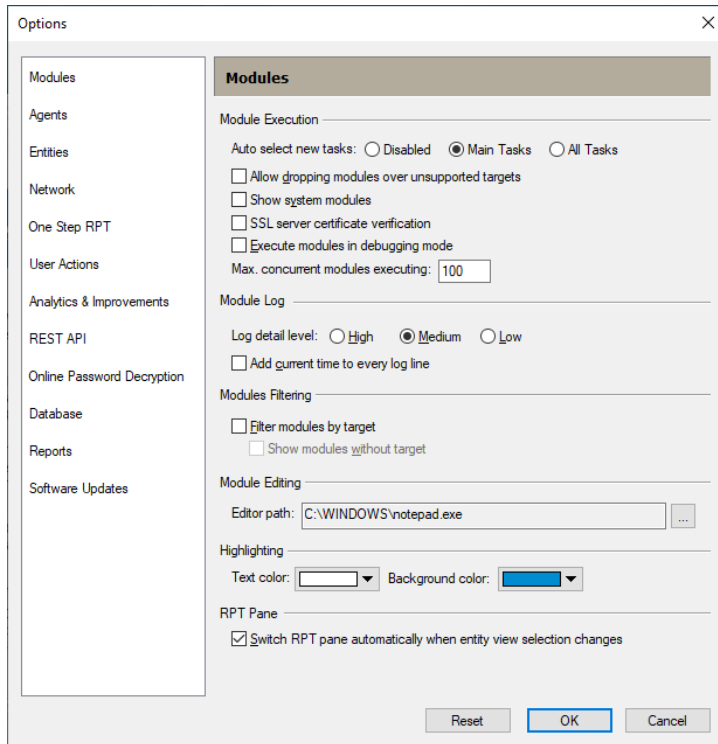 Options
Modules
Agents
Entities
Network
One Step RPT
User Actions
Analytics & Improvements
REST API
Online Password Decryption
Database
Reports
Software Updates
Modules
Module Execution
Auto select new tasks: Disabled Main Tasks All Tasks
Allow dropping modules over unsupported targets
Show system modules
SSL server certificate verification
Execute modules in debugging mode
Max. concurrent modules executing: 100
Module Log
Log detail level: High Medium Low
Add current time to every log line
Modules Filtering
Filter modules by target
Show modules without target
Module Editing
Editor path: C:\WINDOWS\notepad.exe ...
Highlighting
Text color: Background color:
RPT Pane
Switch RPT pane automatically when entity view selection changes
Reset OK Cancel